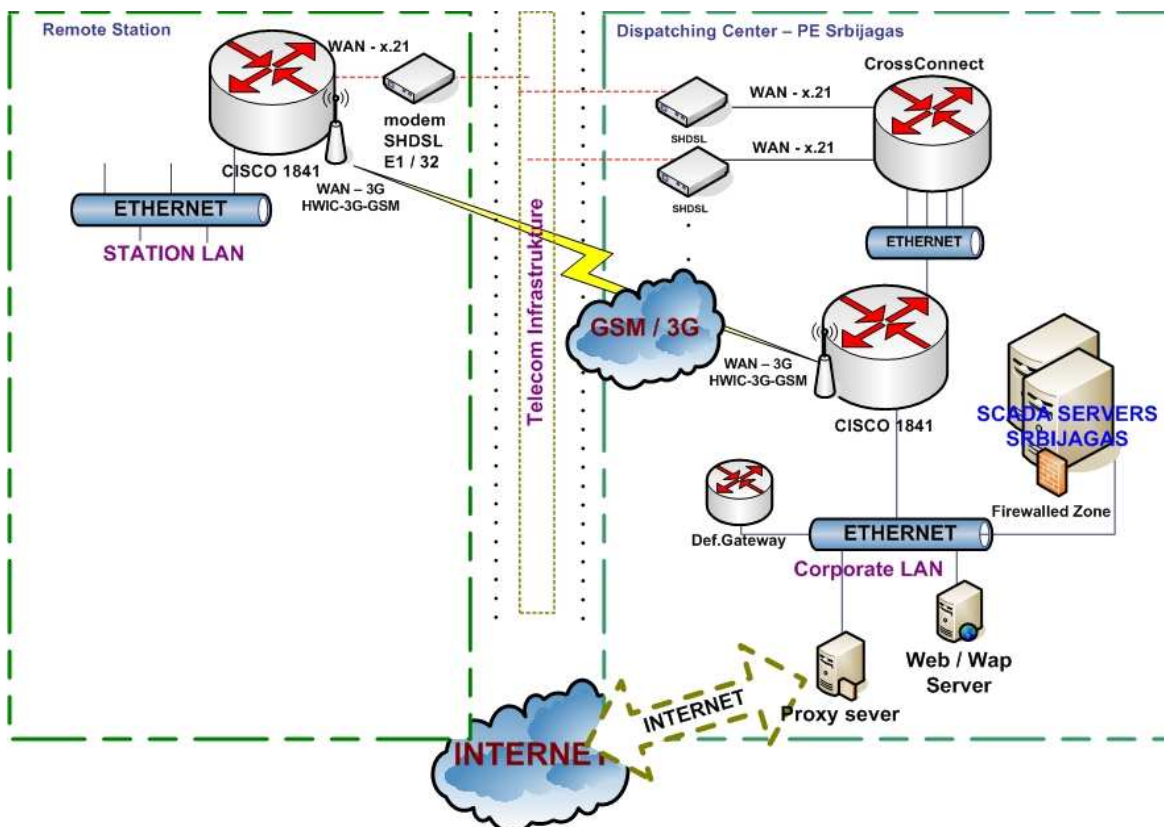 Remote Station
WAN - x.21
modem
SHDSL
E1 / 32
CISCO 1841
WAN – 3G
HWIC-3G-GSM
ETHERNET
STATION LAN
Telecom Infrastrukture
GSM / 3G
Dispatching Center – PE Srbijagas
CrossConnect
WAN - x.21
SHDSL
WAN - x.21
SHDSL
ETHERNET
WAN – 3G
HWIC-3G-GSM
CISCO 1841
SCADA SERVERS
SRBIJAGAS
Firewalled Zone
Def.Gateway
ETHERNET
Corporate LAN
Web / Wap
Server
Proxy sever
INTERNET
INTERNET